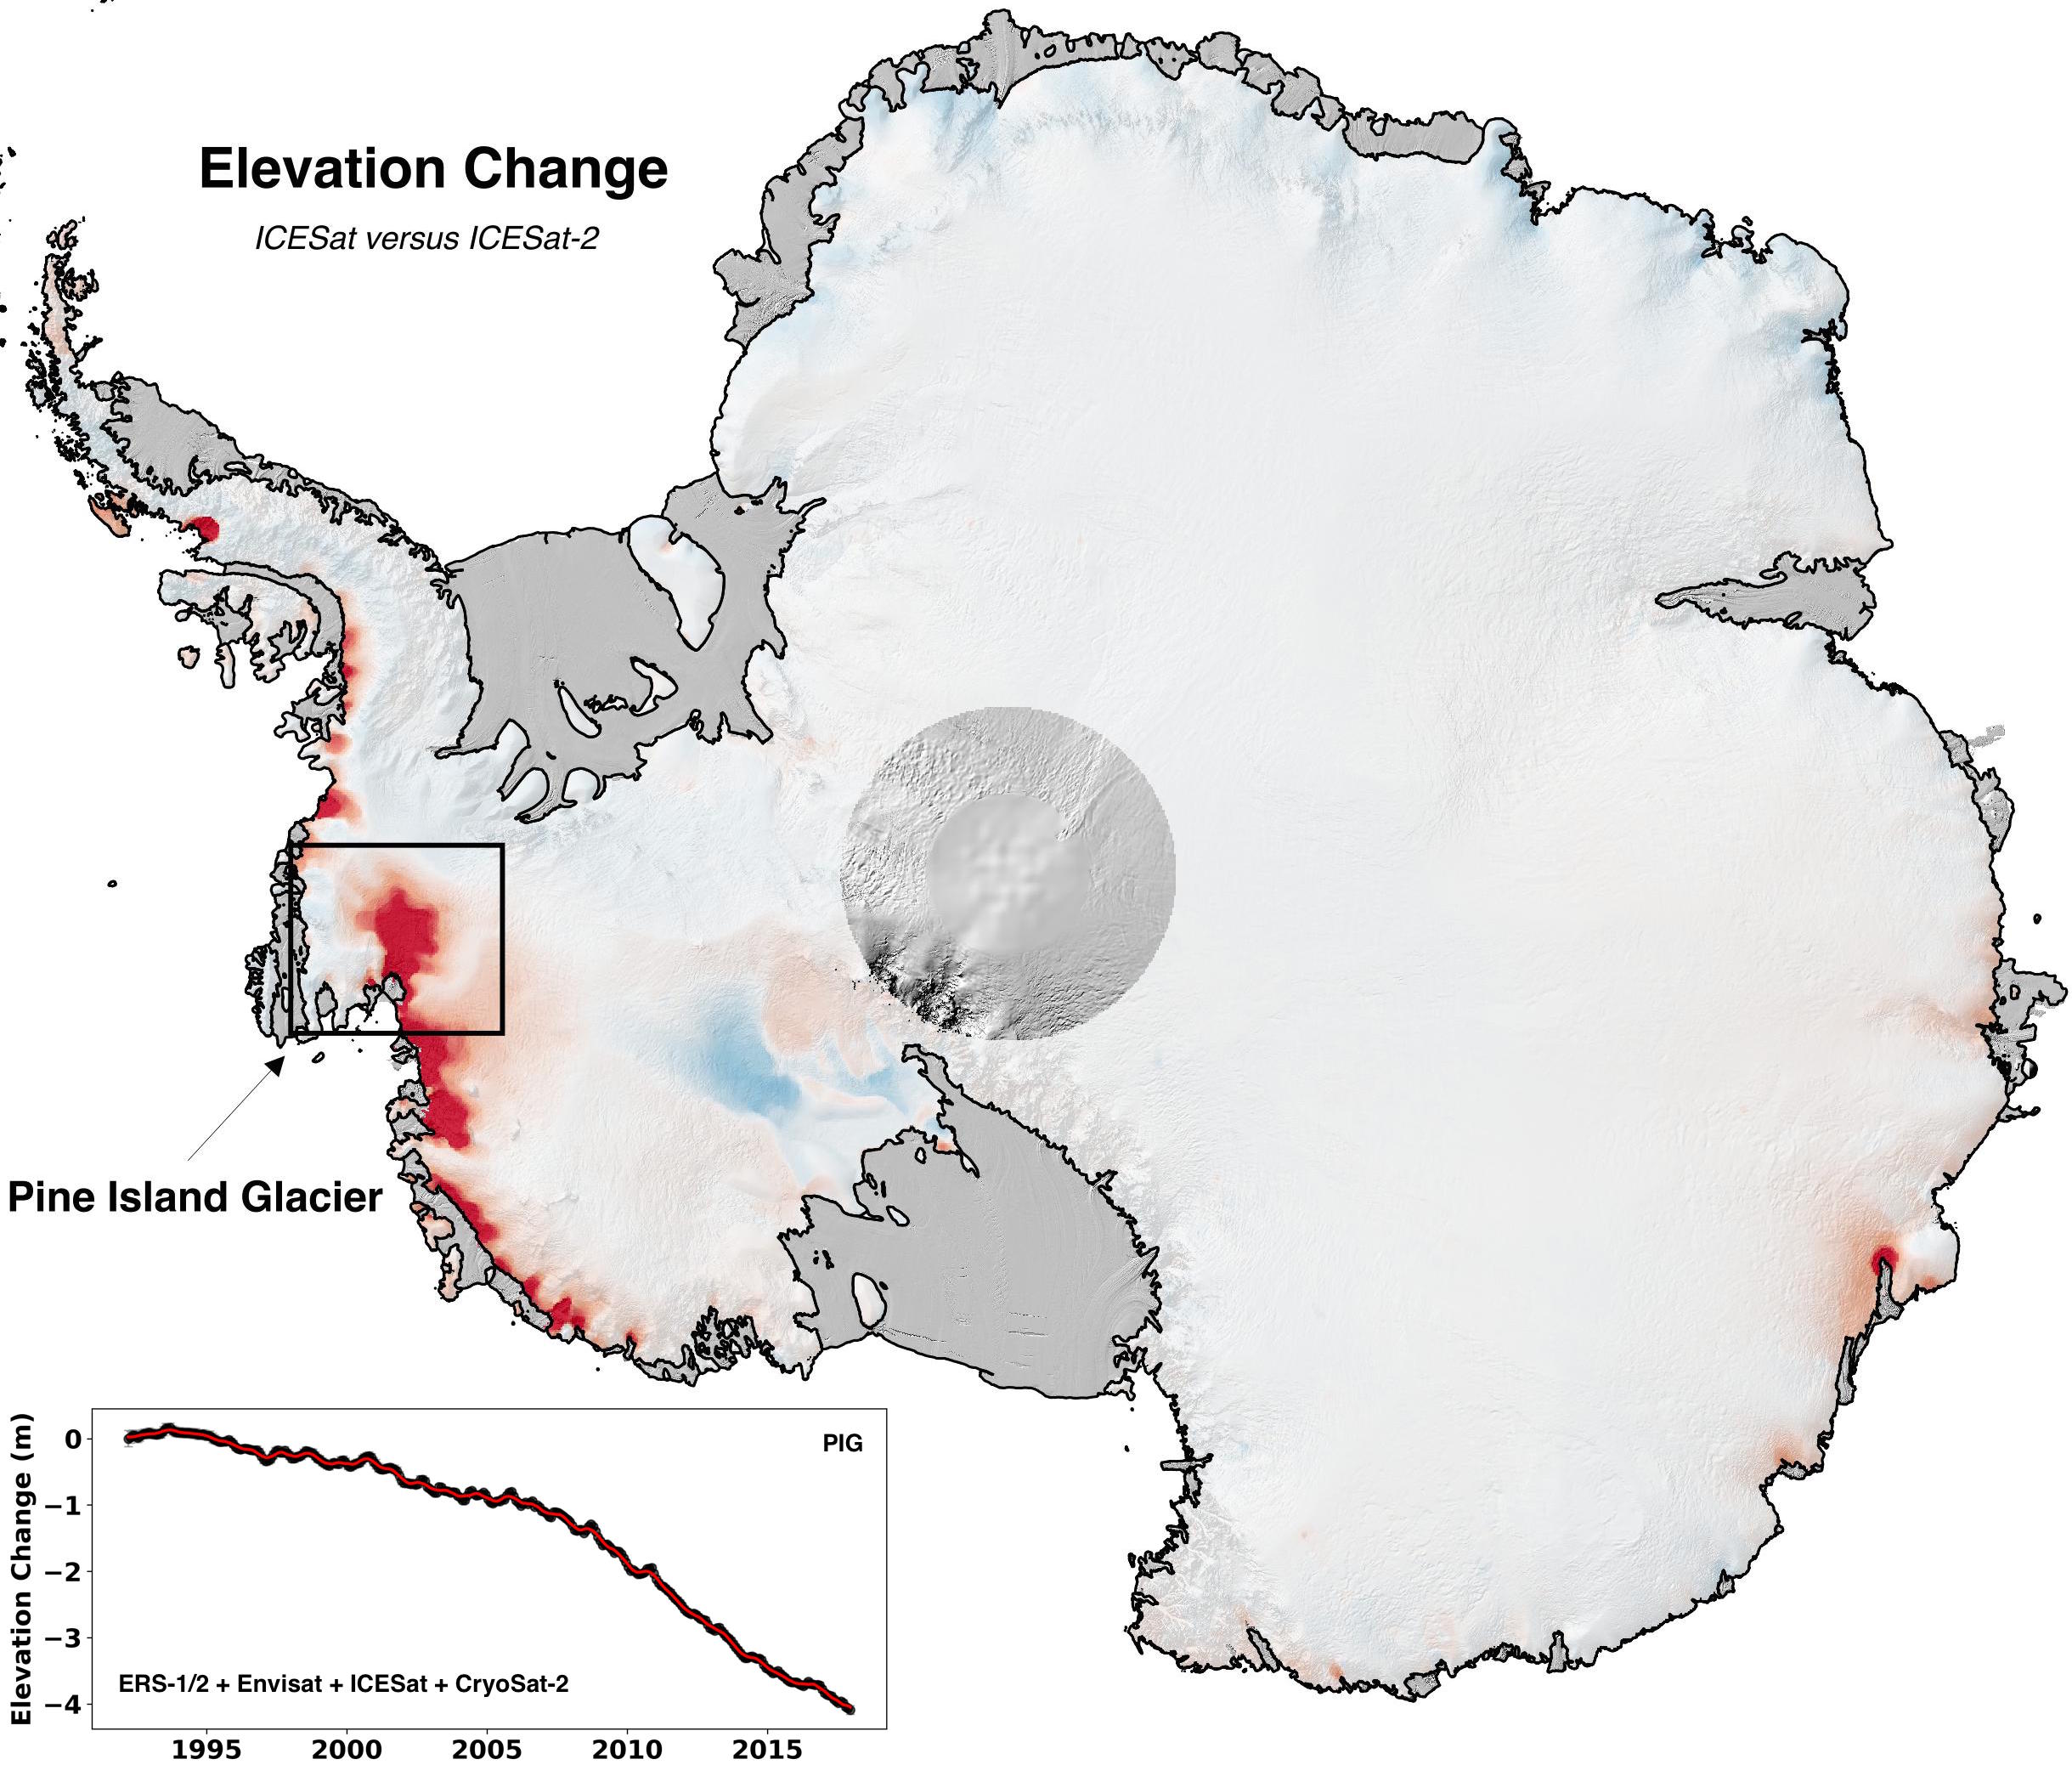 Elevation Change
ICESat versus ICESat-2
Pine Island Glacier
Elevation Change (m)
0
−1
−2
−3
−4
PIG
ERS-1/2 + Envisat + ICESat + CryoSat-2
1995 2000 2005 2010 2015